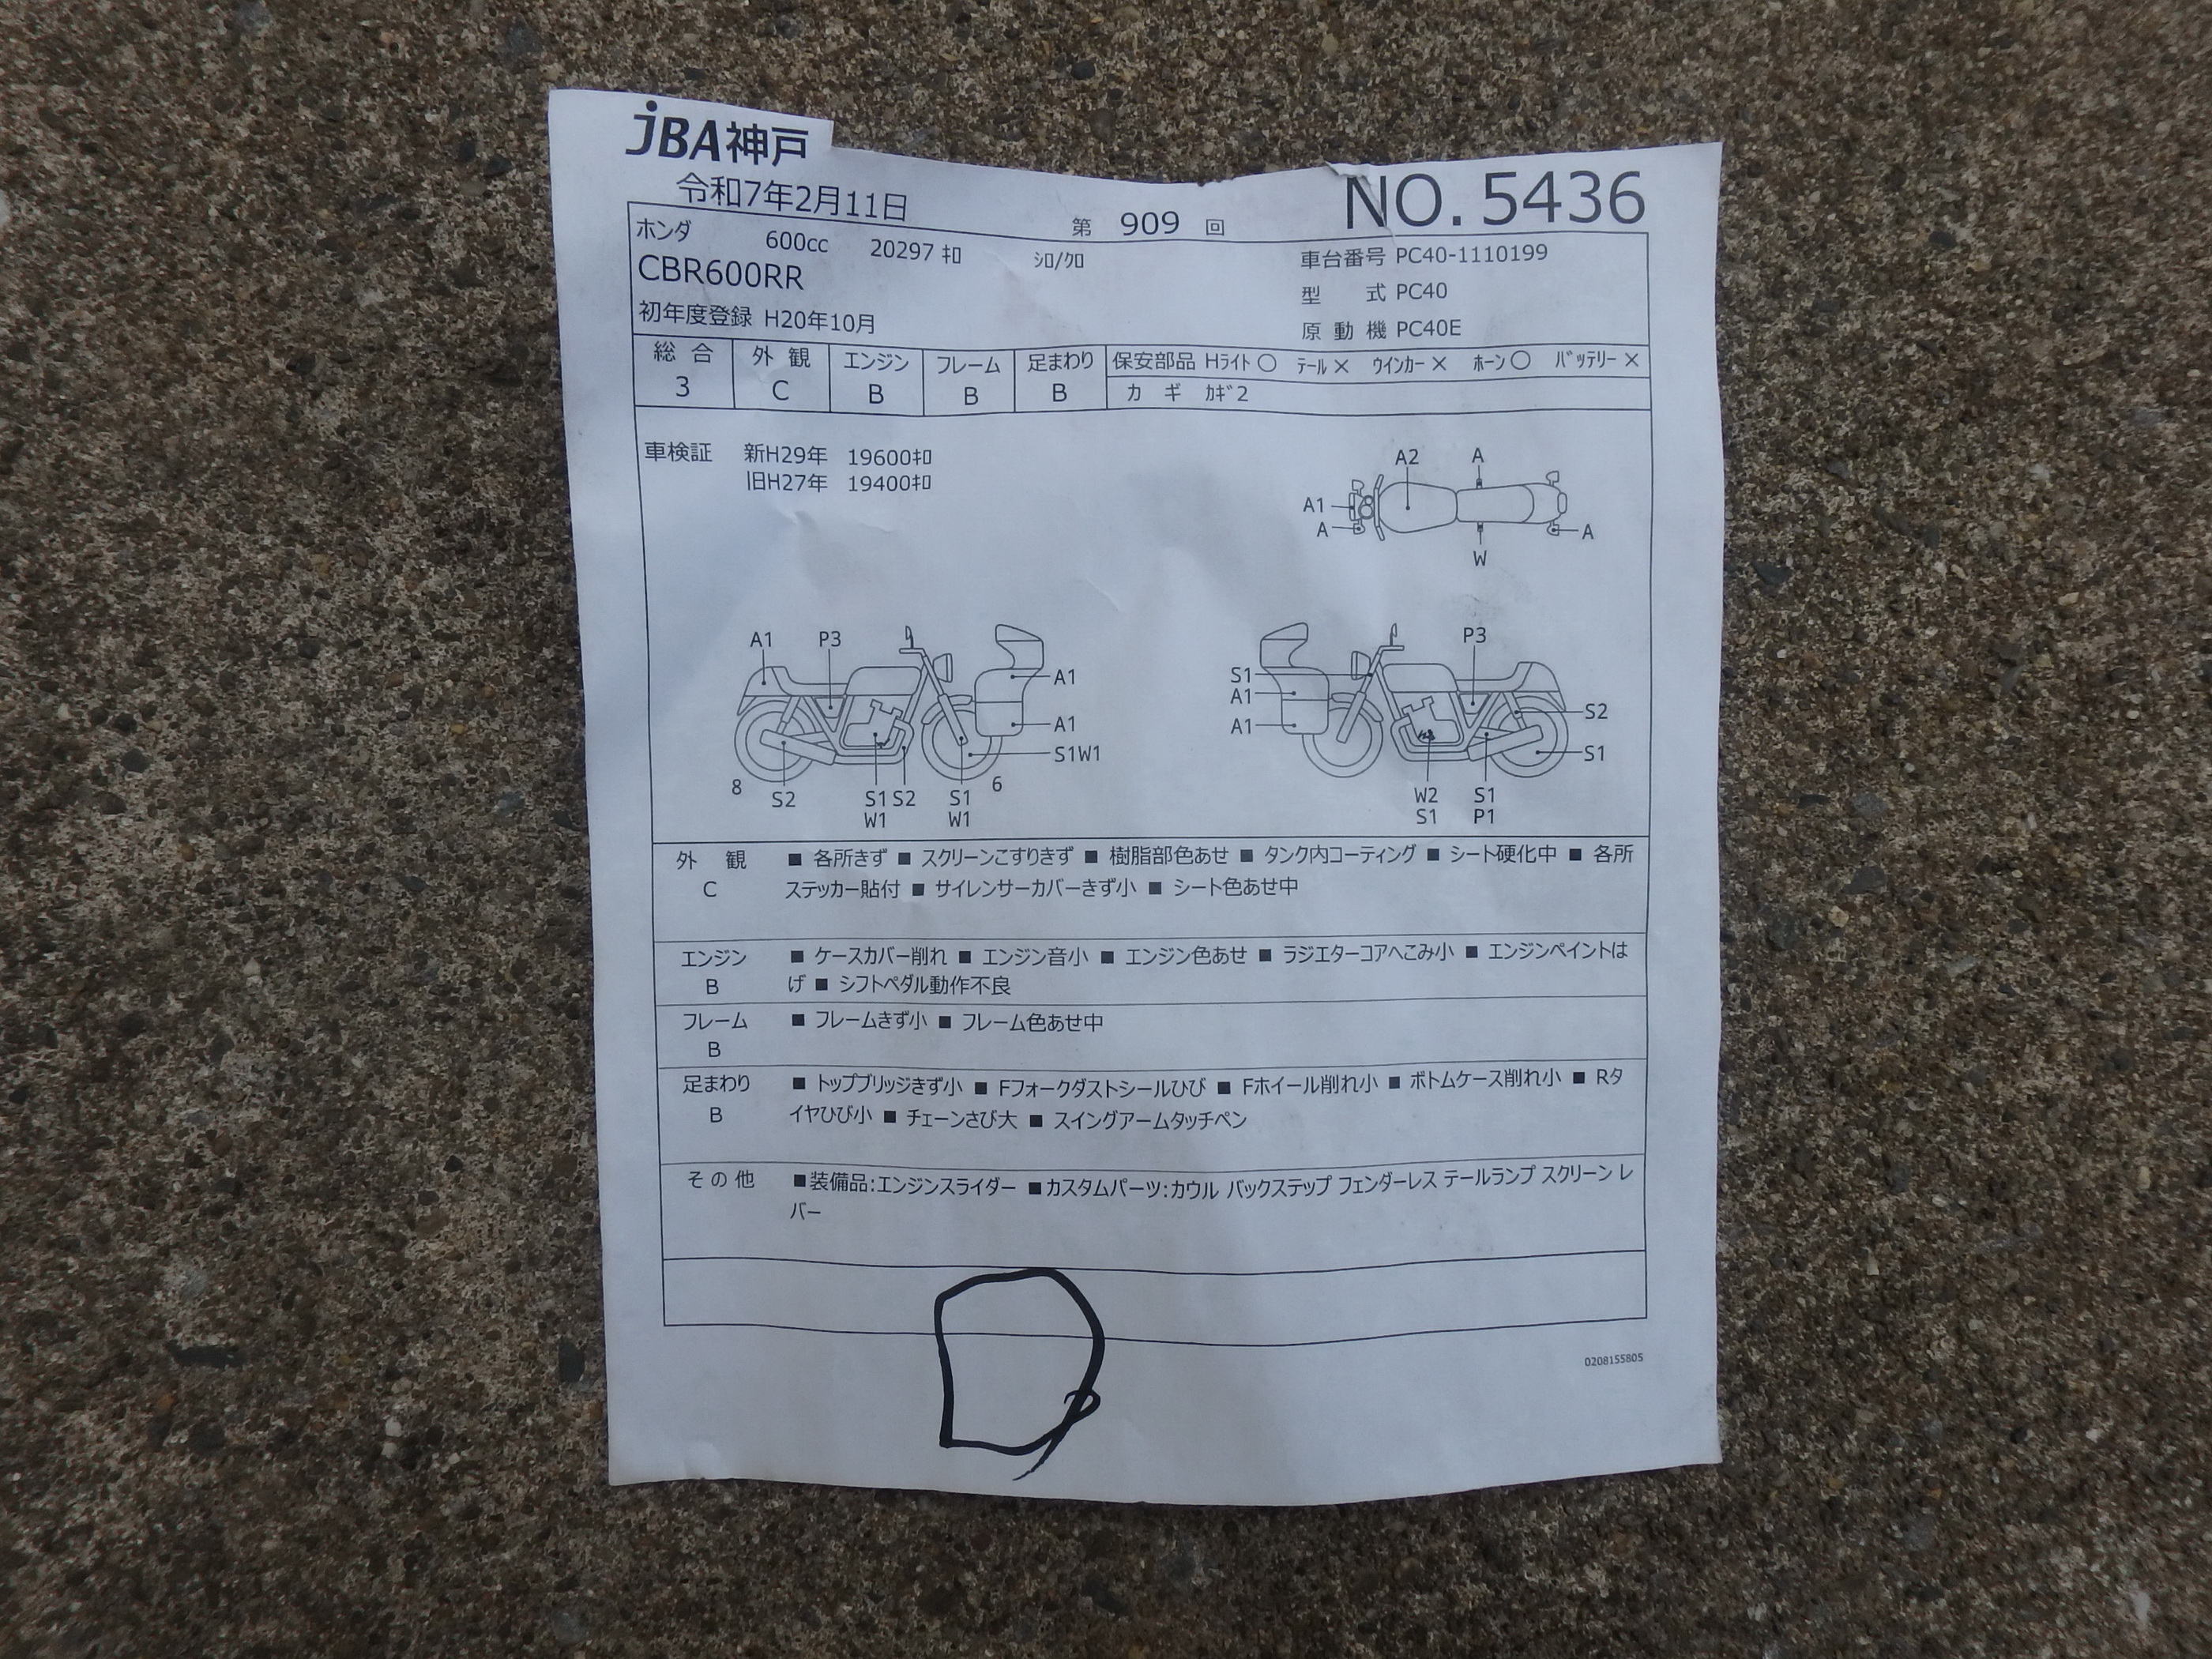 jBA神戸
令和7年2月11日
第 909 回
NO. 5436
ホンダ 600cc 20297 ㌔ ｼﾛ/ｸﾛ
CBR600RR
初年度登録 H20年10月
車台番号 PC40-1110199
型 式 PC40
原 動 機 PC40E
総 合 外 観 エンジン フレーム 足まわり 保安部品 Hﾗｲﾄ ○ ﾃｰﾙ × ｳｲﾝｶｰ × ﾎｰﾝ ○ ﾊﾞｯﾃﾘｰ ×
3 C B B B カ ギ ｶｷﾞ2
車検証 新H29年 19600ｷﾛ
旧H27年 19400ｷﾛ
A2 A
A1
A A
W
A1 P3
A1
A1
S1W1
8 S2 S1 S2 S1 6
W1 W1
P3
S1
A1
A1
S2
S1
W2 S1
S1 P1
外 観 ■ 各所きず ■ スクリーンこすりきず ■ 樹脂部色あせ ■ タンク内コーティング ■ シート硬化中 ■ 各所
C ステッカー貼付 ■ サイレンサーカバーきず小 ■ シート色あせ中
エンジン ■ ケースカバー削れ ■ エンジン音小 ■ エンジン色あせ ■ ラジエターコアへこみ小 ■ エンジンペイントは
B げ ■ シフトペダル動作不良
フレーム ■ フレームきず小 ■ フレーム色あせ中
B
足まわり ■ トップブリッジきず小 ■ Fフォークダストシールひび ■ Fホイール削れ小 ■ ボトムケース削れ小 ■ Rタ
B イヤひび小 ■ チェーンさび大 ■ スイングアームタッチペン
そ の 他 ■装備品:エンジンスライダー ■カスタムパーツ:カウル バックステップ フェンダーレス テールランプ スクリーン レ
バー
0208155805